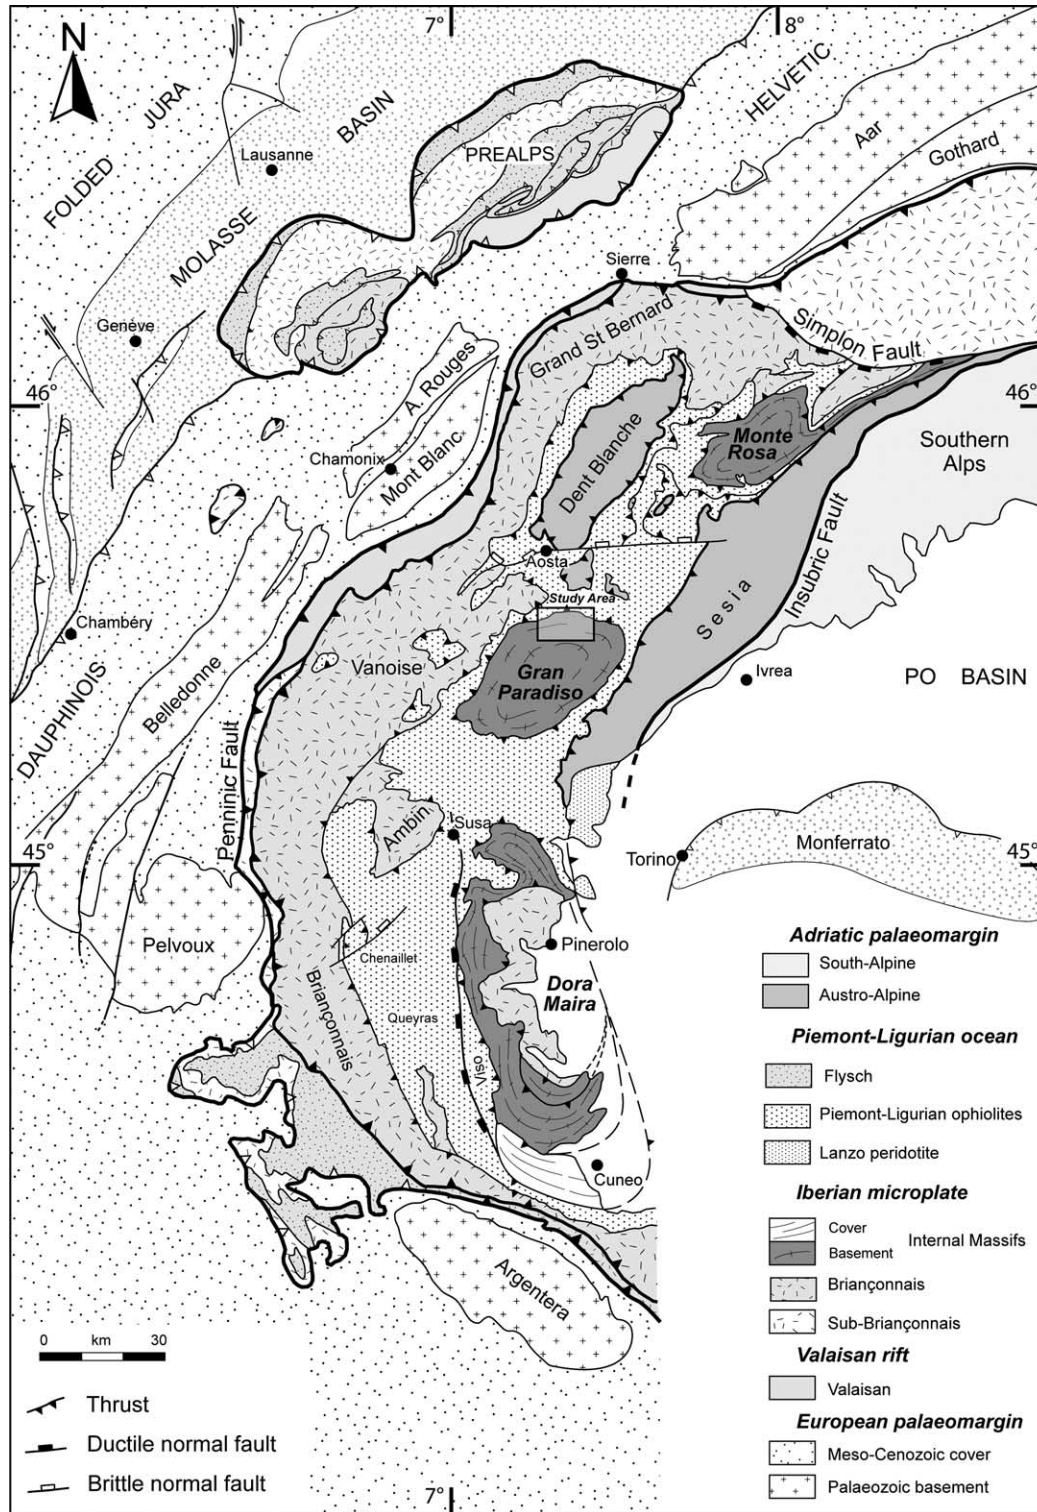 7°
8
N
JURA
FOLDED
BASIN
MOLASSE
HELVETIC
PREALPS
Lausanne
Aar
Gothard
Sierre
Genève
Grand St Bernard
Simplon Fault
46°
46°
A. Rouges
Mont Blanc
Chamonix
Dent Blanche
Monte
Rosa
Southern
Alps
Insubric Fault
Aosta
Study Area
Sesia
Chambéry
Vanoise
Belledonne
DAUPHINOIS
Gran
Paradiso
Ivrea
PO BASIN
Penninic Fault
Ambin
Susa
Torino
Monferrato
45°
45°
Pelvoux
Chenaillet
Pinerolo
Briançonnais
Queyras
Viso
Dora
Maira
Cuneo
Argentera
0 km 30
Thrust
Ductile normal fault
Brittle normal fault
7°
Adriatic palaeomargin
South-Alpine
Austro-Alpine
Piemont-Ligurian ocean
Flysch
Piemont-Ligurian ophiolites
Lanzo peridotite
Iberian microplate
Cover
Basement
Internal Massifs
Briançonnais
Sub-Briançonnais
Valaisan rift
Valaisan
European palaeomargin
Meso-Cenozoic cover
Palaeozoic basement